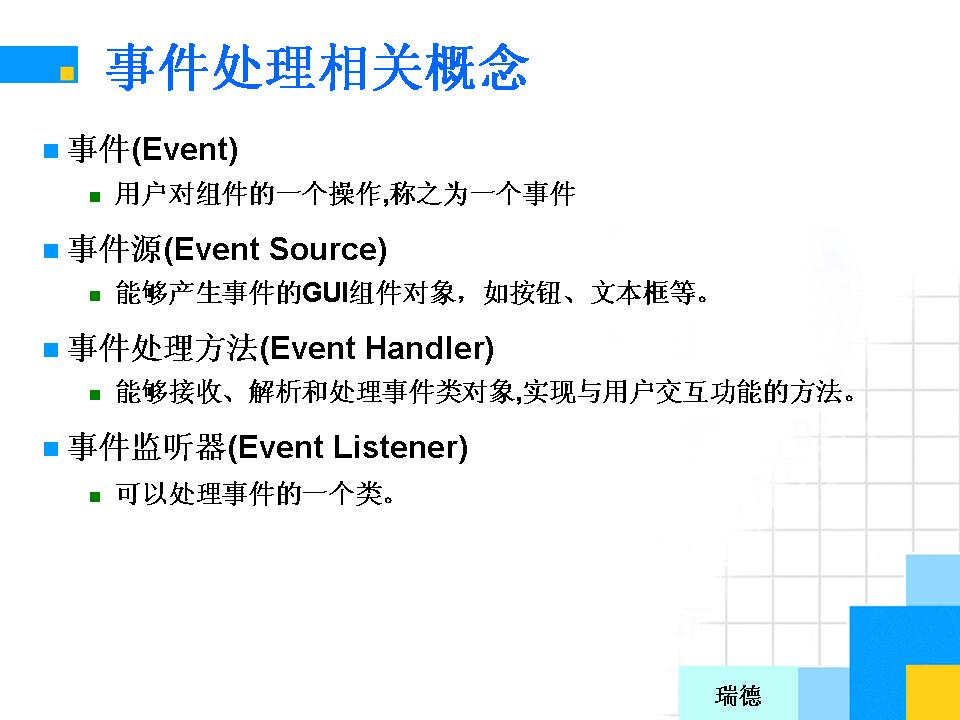 事件处理相关概念
事件(Event)
用户对组件的一个操作,称之为一个事件
事件源(Event Source)
能够产生事件的GUI组件对象，如按钮、文本框等。
事件处理方法(Event Handler)
能够接收、解析和处理事件类对象,实现与用户交互功能的方法。
事件监听器(Event Listener)
可以处理事件的一个类。
瑞德